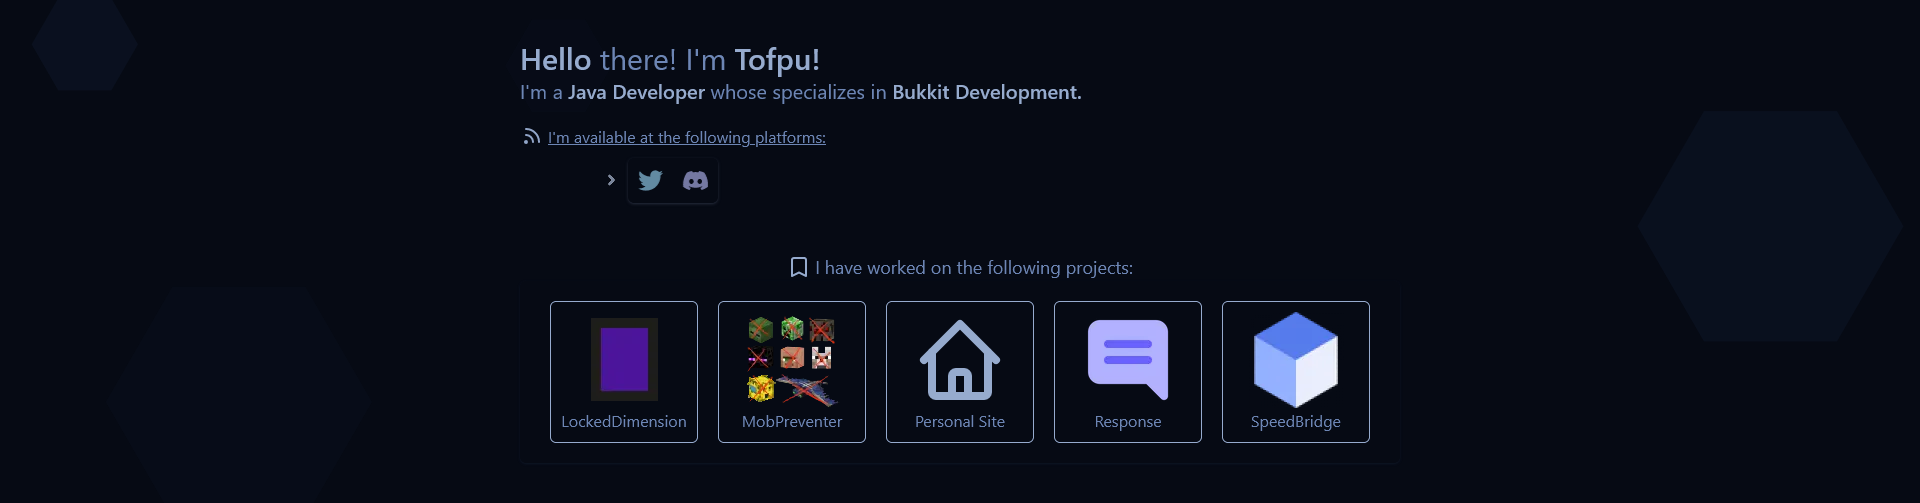 Hello there! I'm Tofpu!
I'm a Java Developer whose specializes in Bukkit Development.
I'm available at the following platforms:
I have worked on the following projects:
LockedDimension
MobPreventer
Personal Site
Response
SpeedBridge